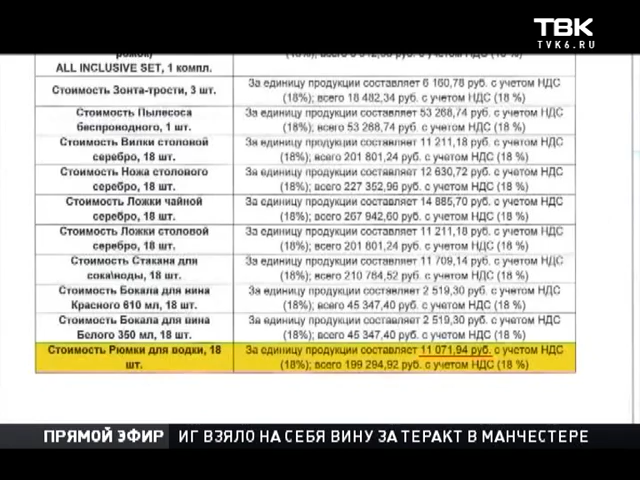 ТВК
TVK6.RU
ALL INCLUSIVE SET, 1 компл.
(18%); всего
с учетом НДС (18 %)
Стоимость Зонта-трости, 3 шт.
За единицу продукции составляет 6 160,78 руб. с учетом НДС
(18%); всего 18 482,34 руб. с учетом НДС (18 %)
Стоимость Пылесоса
беспроводного, 1 шт.
За единицу продукции составляет 53 268,74 руб. с учетом НДС
(18%); всего 53 268,74 руб. с учетом НДС (18 %)
Стоимость Вилки столовой
серебро, 18 шт.
За единицу продукции составляет 11 211,18 руб. с учетом НДС
(18%); всего 201 801,24 руб. с учетом НДС (18 %)
Стоимость Ножа столового
серебро, 18 шт.
За единицу продукции составляет 12 630,72 руб. с учетом НДС
(18%); всего 227 352,96 руб. с учетом НДС (18 %)
Стоимость Ложки чайной
серебро, 18 шт.
За единицу продукции составляет 14 885,70 руб. с учетом НДС
(18%); всего 267 942,60 руб. с учетом НДС (18 %)
Стоимость Ложки столовой
серебро, 18 шт.
За единицу продукции составляет 11 211,18 руб. с учетом НДС
(18%); всего 201 801,24 руб. с учетом НДС (18 %)
Стоимость Стакана для
сока\воды, 18 шт.
За единицу продукции составляет 11 709,14 руб. с учетом НДС
(18%); всего 210 764,52 руб. с учетом НДС (18 %)
Стоимость Бокала для вина
Красного 610 мл, 18 шт.
За единицу продукции составляет 2 519,30 руб. с учетом НДС
(18%); всего 45 347,40 руб. с учетом НДС (18 %)
Стоимость Бокала для вина
Белого 350 мл, 18 шт.
За единицу продукции составляет 2 519,30 руб. с учетом НДС
(18%); всего 45 347,40 руб. с учетом НДС (18 %)
Стоимость Рюмки для водки, 18
шт.
За единицу продукции составляет 11 071,94 руб. с учетом НДС
(18%); всего 199 294,92 руб. с учетом НДС (18 %)
ПРЯМОЙ ЭФИР
ИГ ВЗЯЛО НА СЕБЯ ВИНУ ЗА ТЕРАКТ В МАНЧЕСТЕРЕ